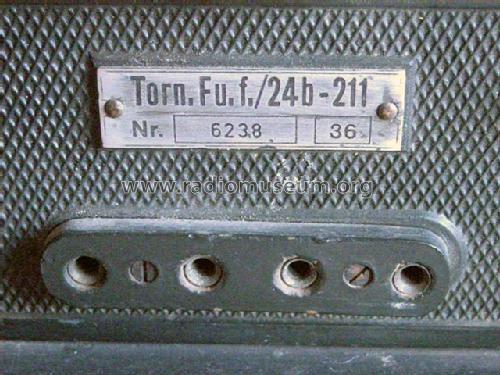 Torn. Fu. f./24b-211
Nr. 6238 36
www.radiomuseum.org